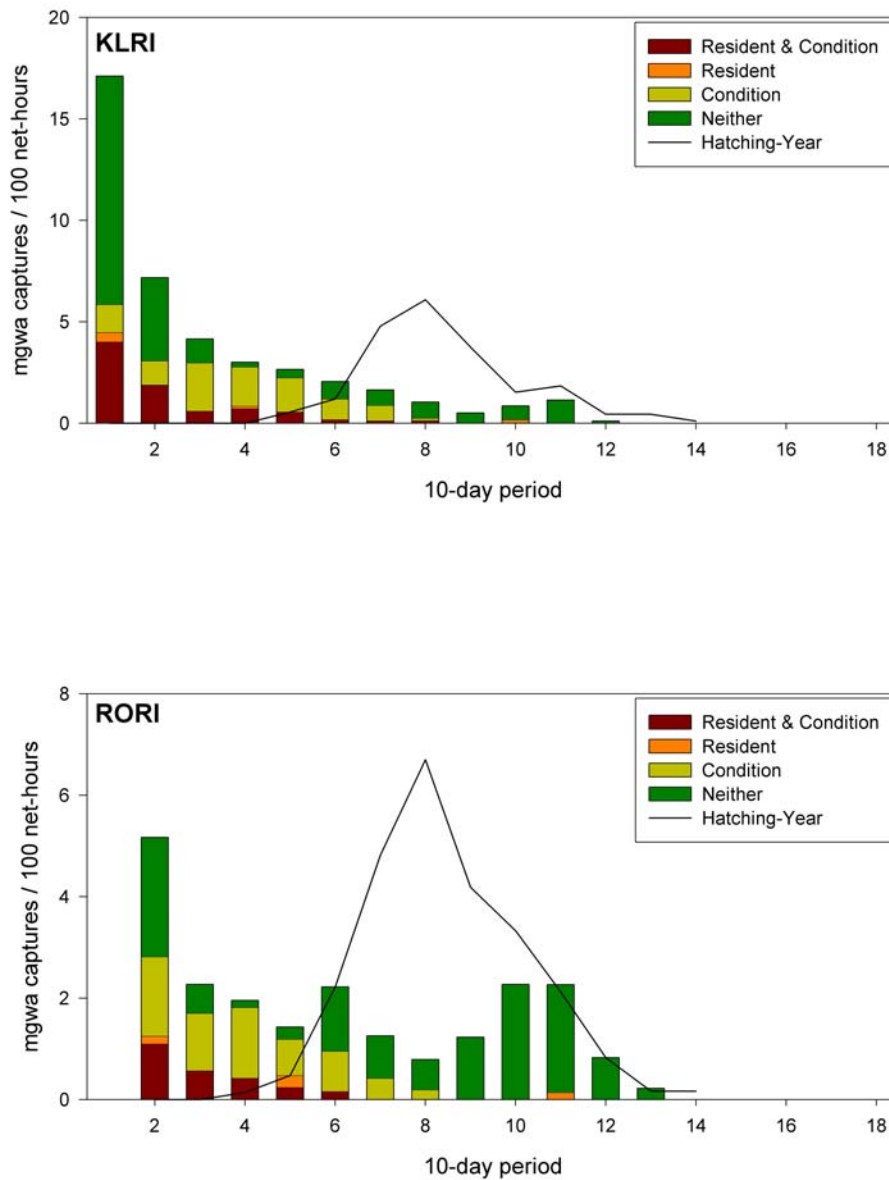 KLRI
20
15
10
5
0
mgwa captures / 100 net-hours
Resident & Condition
Resident
Condition
Neither
Hatching-Year
2 4 6 8 10 12 14 16 18
10-day period
RORI
8
6
4
2
0
mgwa captures / 100 net-hours
Resident & Condition
Resident
Condition
Neither
Hatching-Year
2 4 6 8 10 12 14 16 18
10-day period